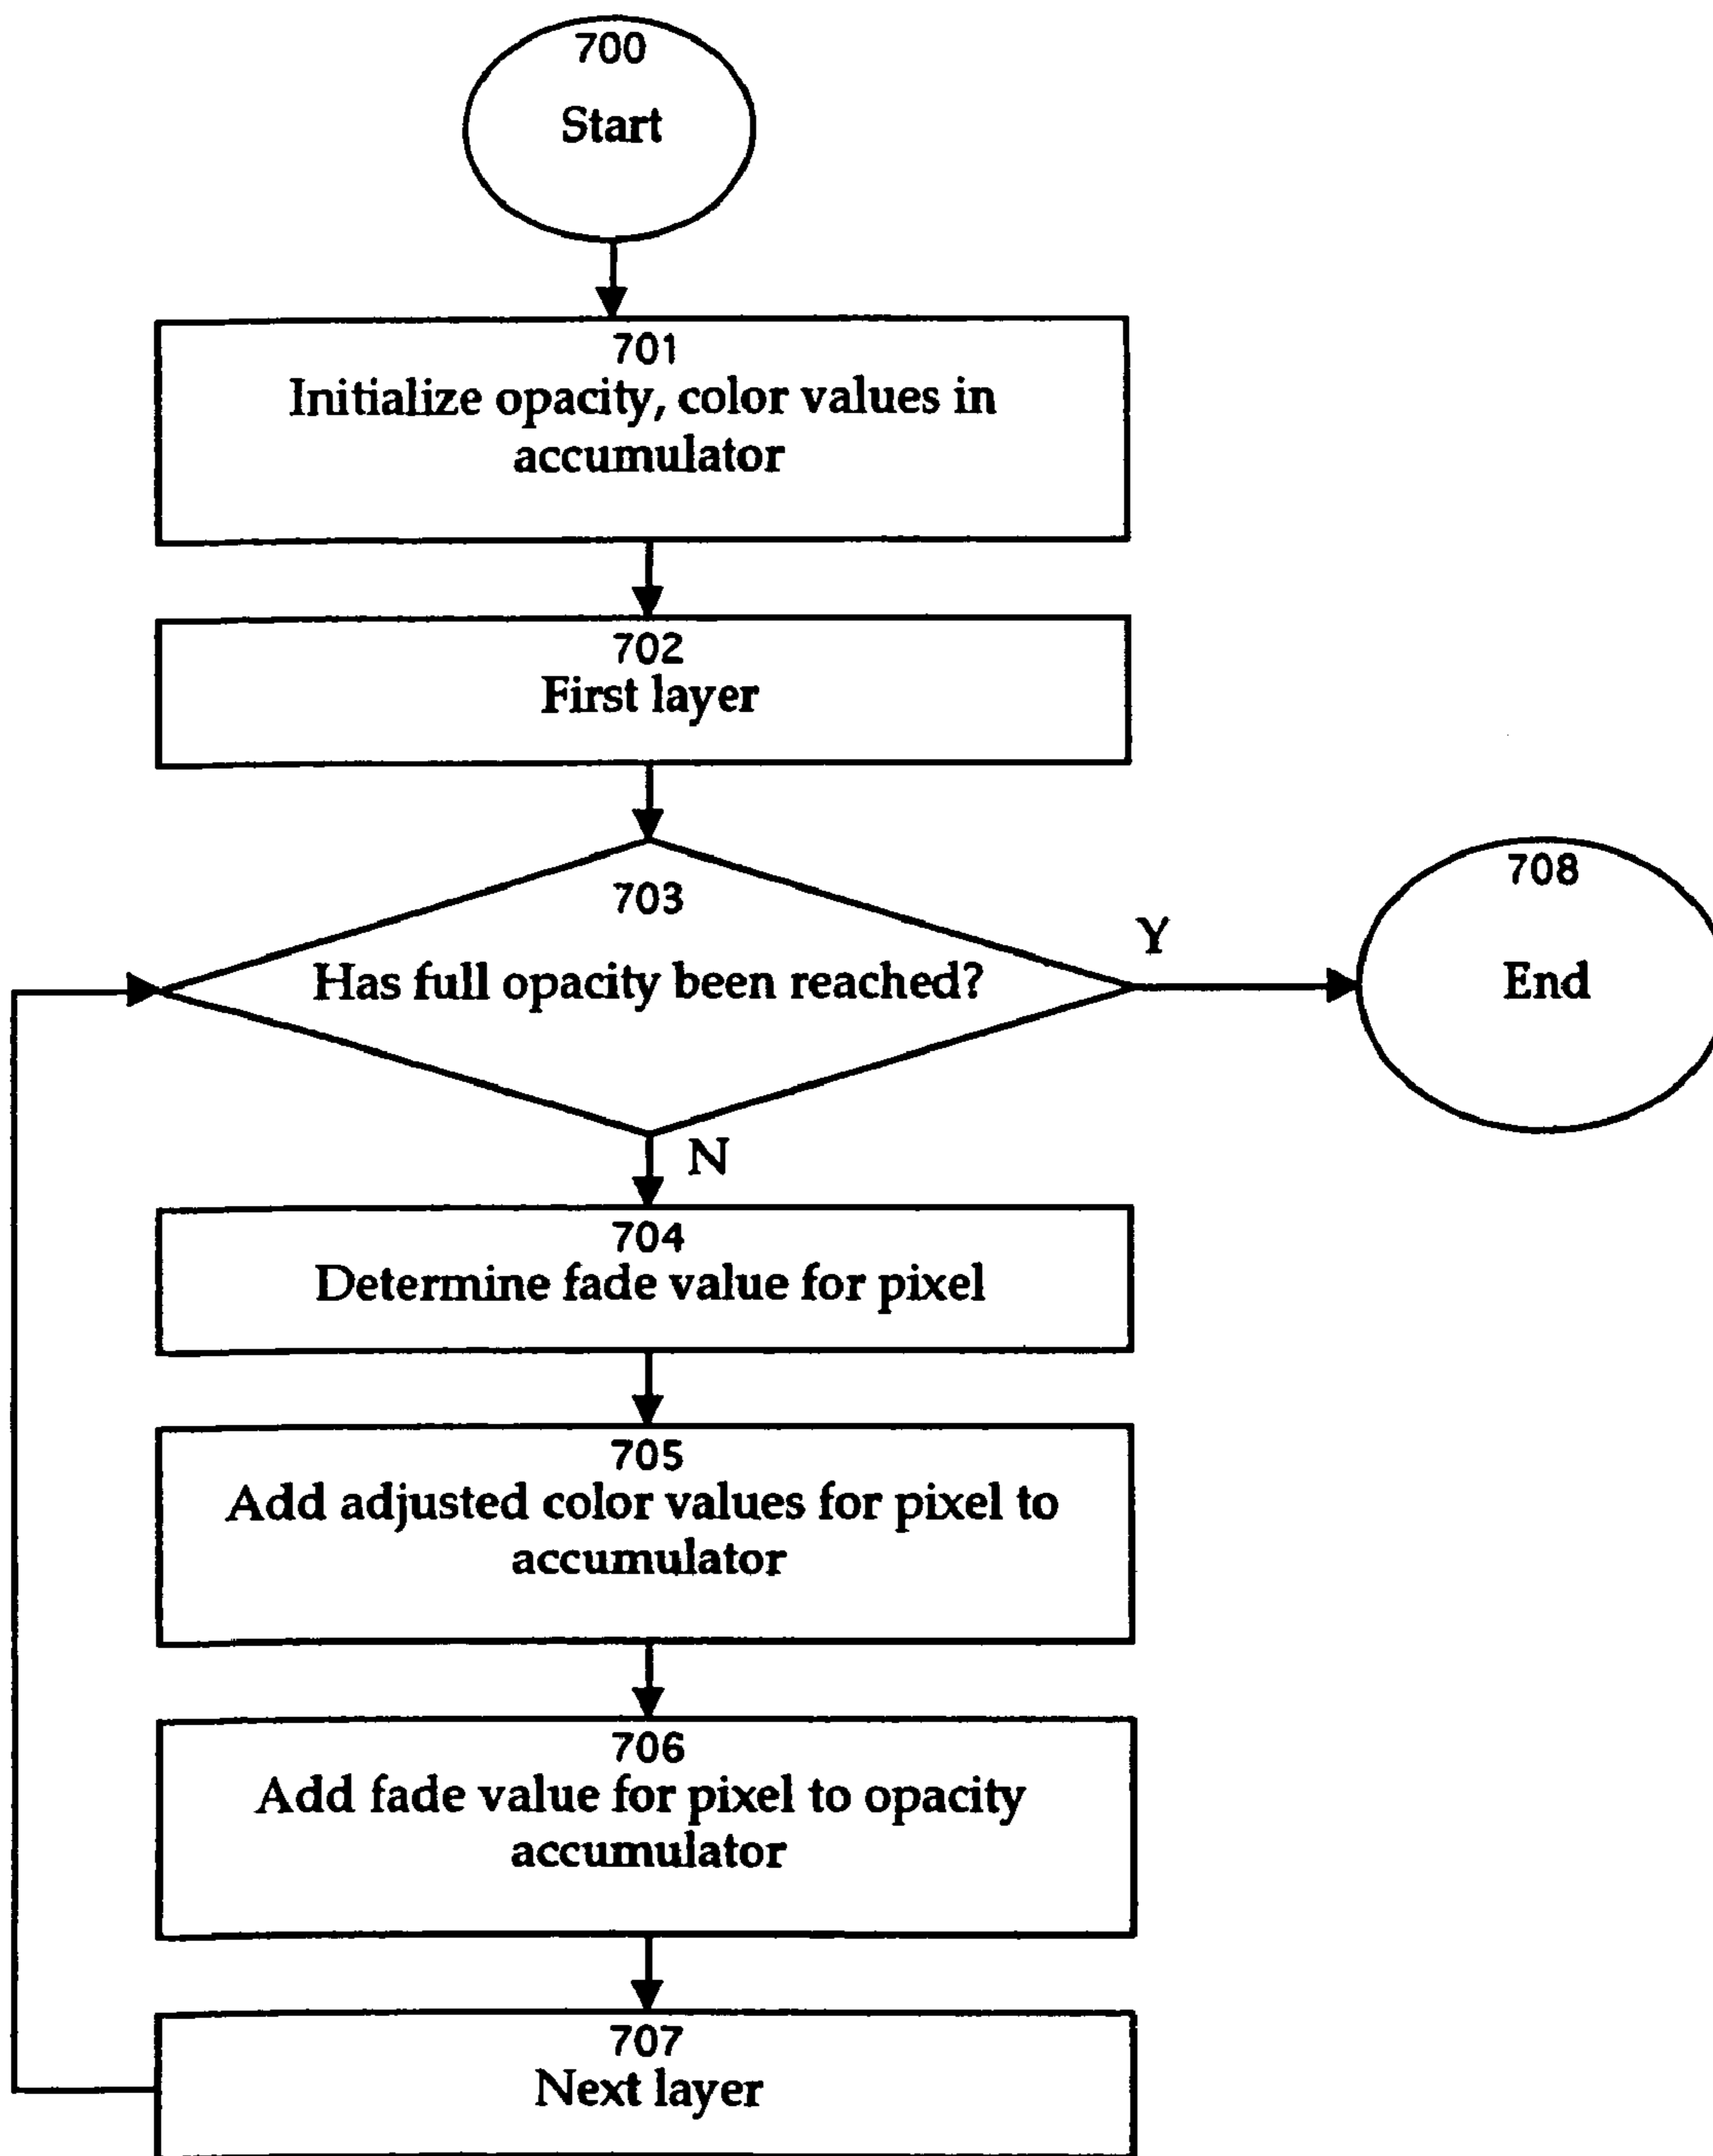 700
Start
701
Initialize opacity, color values in
accumulator
702
First layer
703
Has full opacity been reached?
Y
708
End
N
704
Determine fade value for pixel
705
Add adjusted color values for pixel to
accumulator
706
Add fade value for pixel to opacity
accumulator
707
Next layer